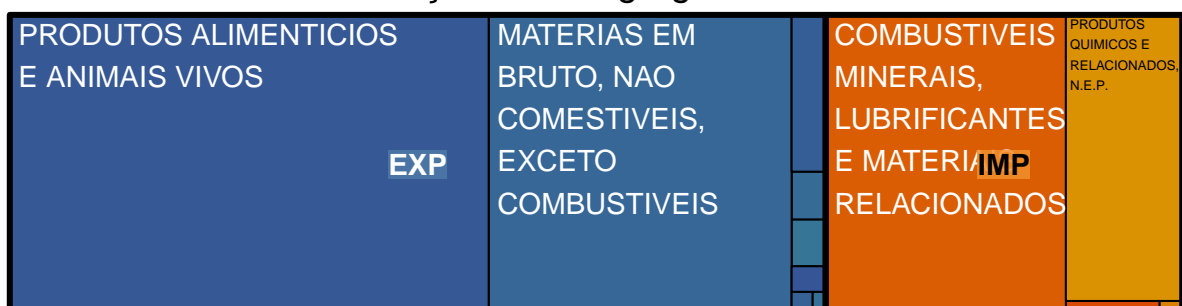 PRODUTOS ALIMENTICIOS
E ANIMAIS VIVOS
EXP
MATERIAS EM
BRUTO, NAO
COMESTIVEIS,
EXCETO
COMBUSTIVEIS
COMBUSTIVEIS
MINERAIS,
LUBRIFICANTES
E
RELACIONADOS
IMP
PRODUTOS
QUIMICOS E
RELACIONADOS,
N.E.P.